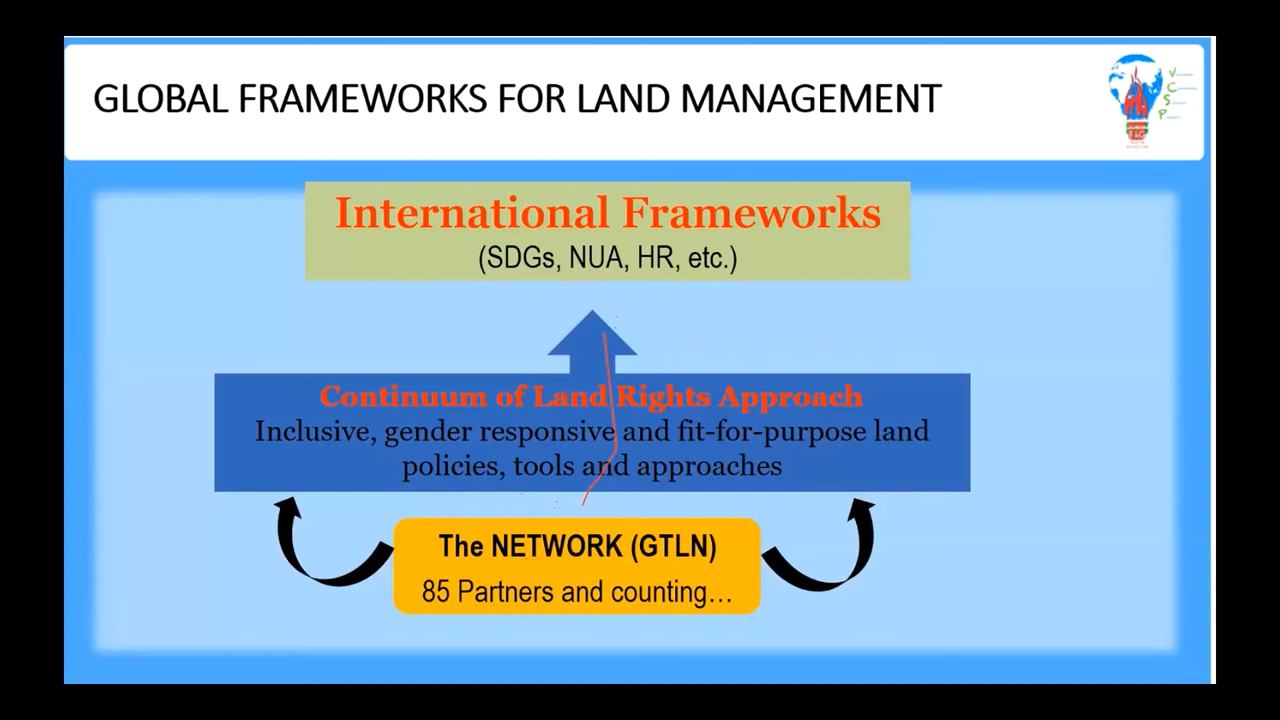 GLOBAL FRAMEWORKS FOR LAND MANAGEMENT
V
C
S
P
International Frameworks
(SDGs, NUA, HR, etc.)
Continuum of Land Rights Approach
Inclusive, gender responsive and fit-for-purpose land
policies, tools and approaches
The NETWORK (GTLN)
85 Partners and counting…